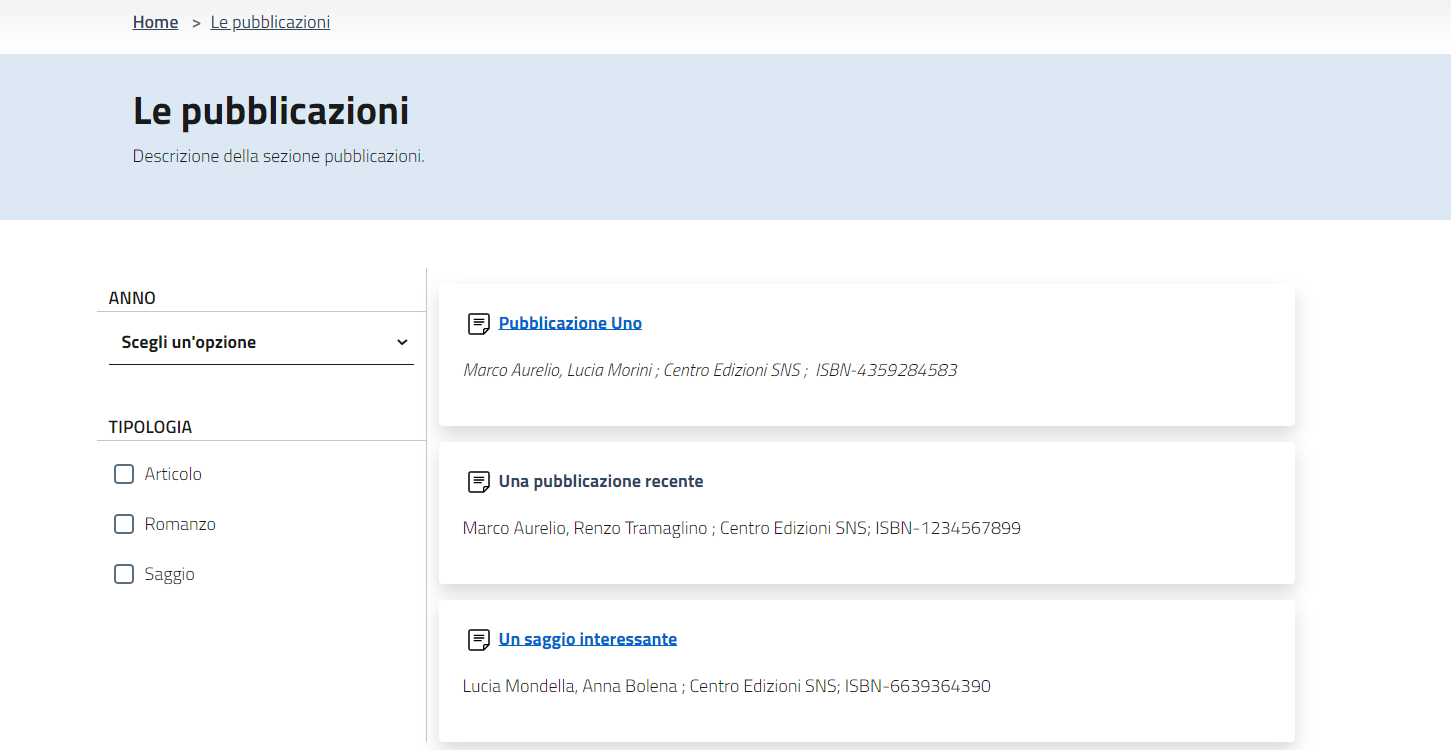 Home > Le pubblicazioni
Le pubblicazioni
Descrizione della sezione pubblicazioni.
ANNO
Scegli un'opzione
TIPOLOGIA
Articolo
Romanzo
Saggio
Pubblicazione Uno
Marco Aurelio, Lucia Morini ; Centro Edizioni SNS ; ISBN-4359284583
Una pubblicazione recente
Marco Aurelio, Renzo Tramaglino ; Centro Edizioni SNS; ISBN-1234567899
Un saggio interessante
Lucia Mondella, Anna Bolena ; Centro Edizioni SNS; ISBN-6639364390